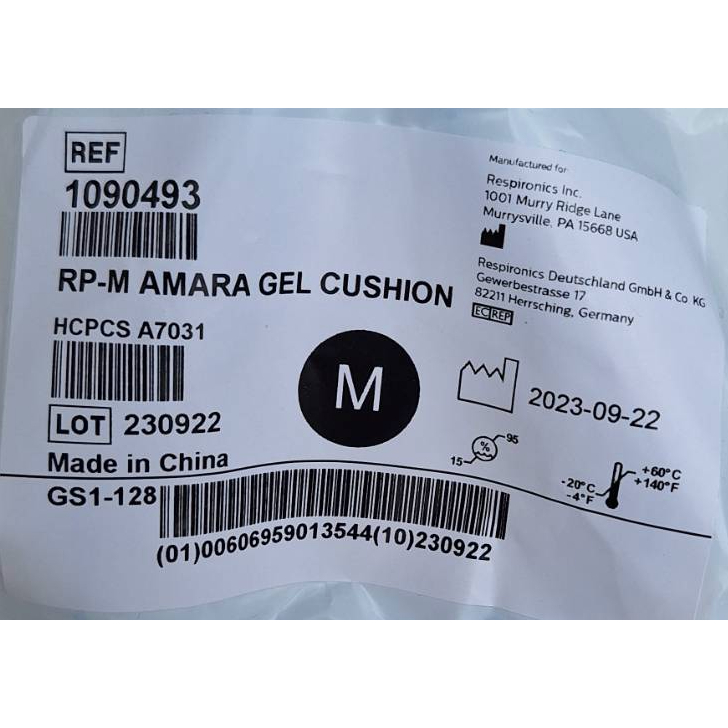 REF
1090493
RP-M AMARA GEL CUSHION
HCPCS A7031
LOT 230922
Made in China
GS1-128
(01)00606959013544(10)230922
M
Manufactured for
Respironics Inc.
1001 Murry Ridge Lane
Murrysville, PA 15668 USA
Respironics Deutschland GmbH & Co KG
Gewerbestrasse 17
82211 Herrsching, Germany
EC REP
2023-09-22
15 % 95
-20°C
-4°F
+60°C
+140°F